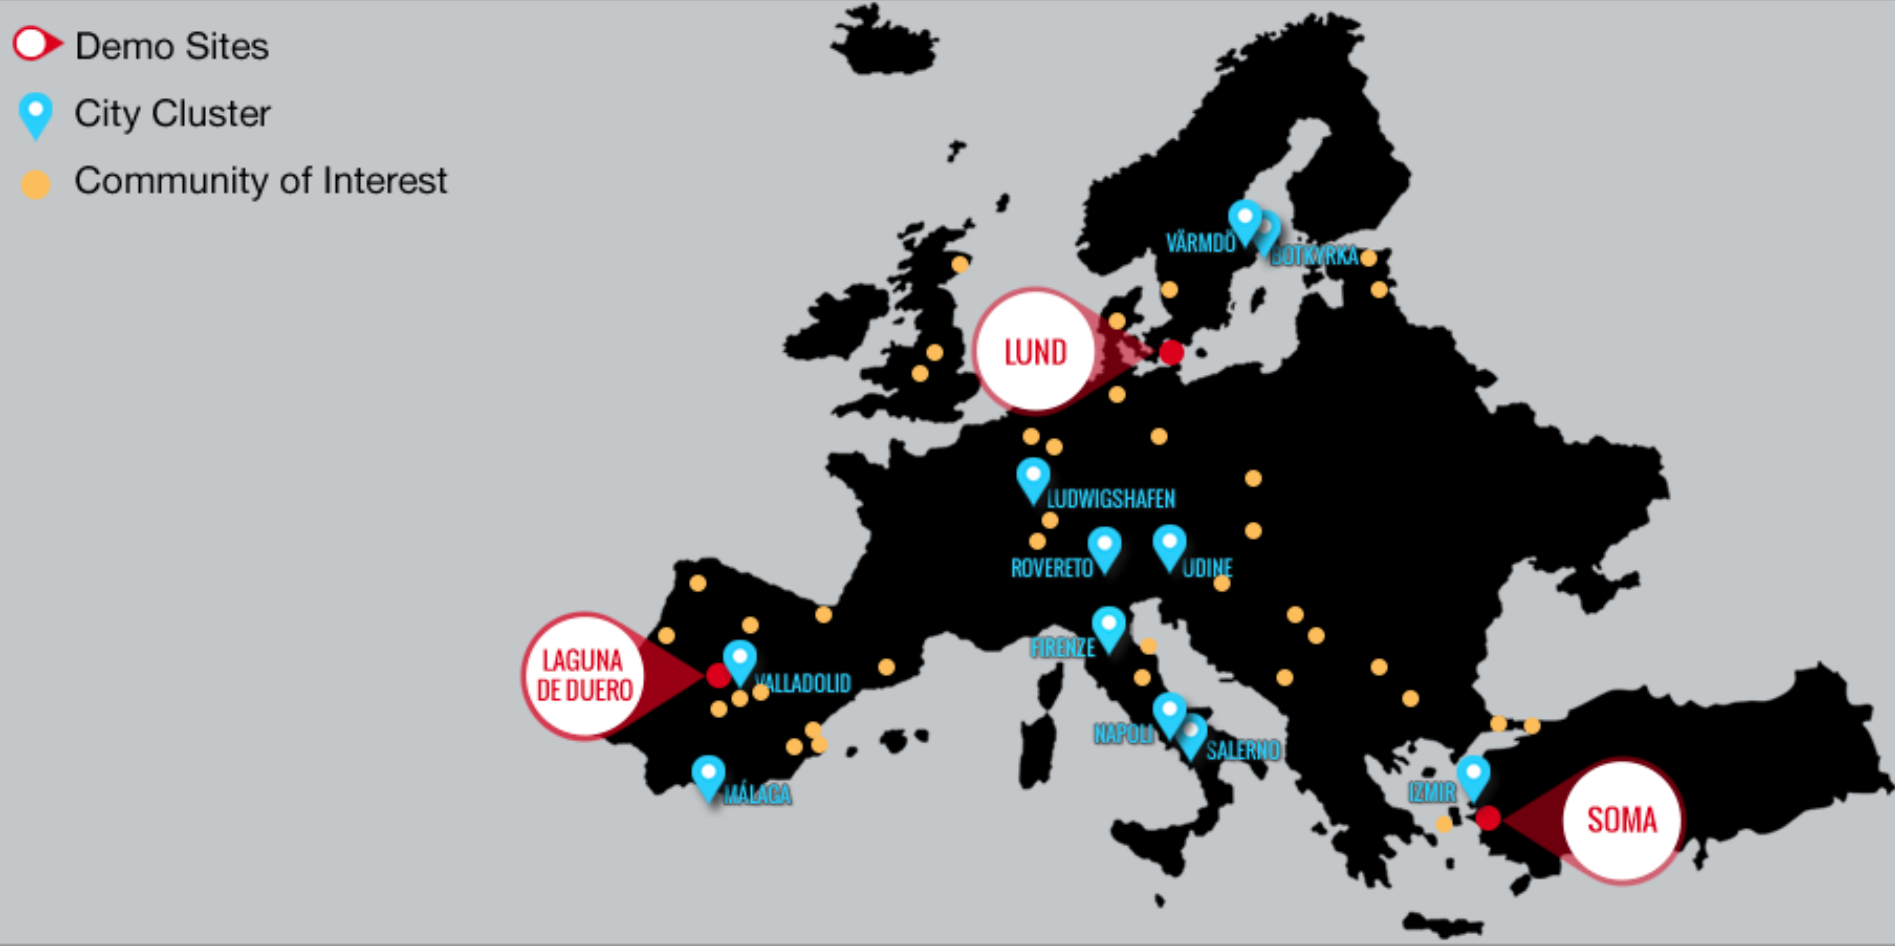 Demo Sites
City Cluster
Community of Interest
VÄRMDÖ
BOTKYRKA
LUND
LUDWIGSHAFEN
ROVERETO
UDINE
FIRENZE
LAGUNA
DE DUERO
VALLADOLID
NAPOLI
SALERNO
MÁLAGA
IZMIR
SOMA